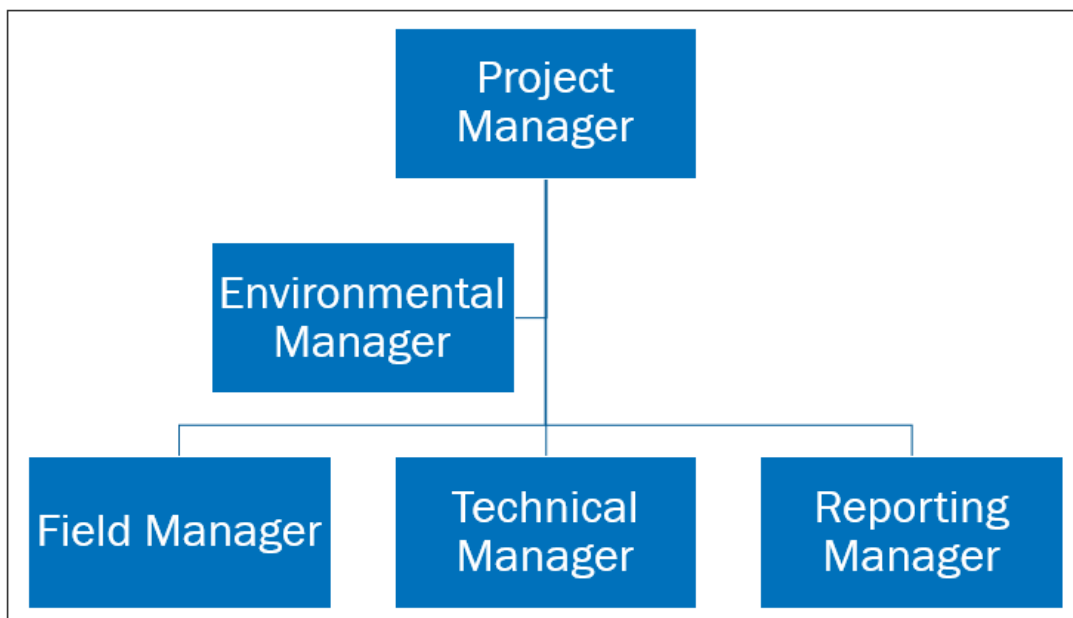 Project
Manager
Environmental
Manager
Field Manager
Technical
Manager
Reporting
Manager